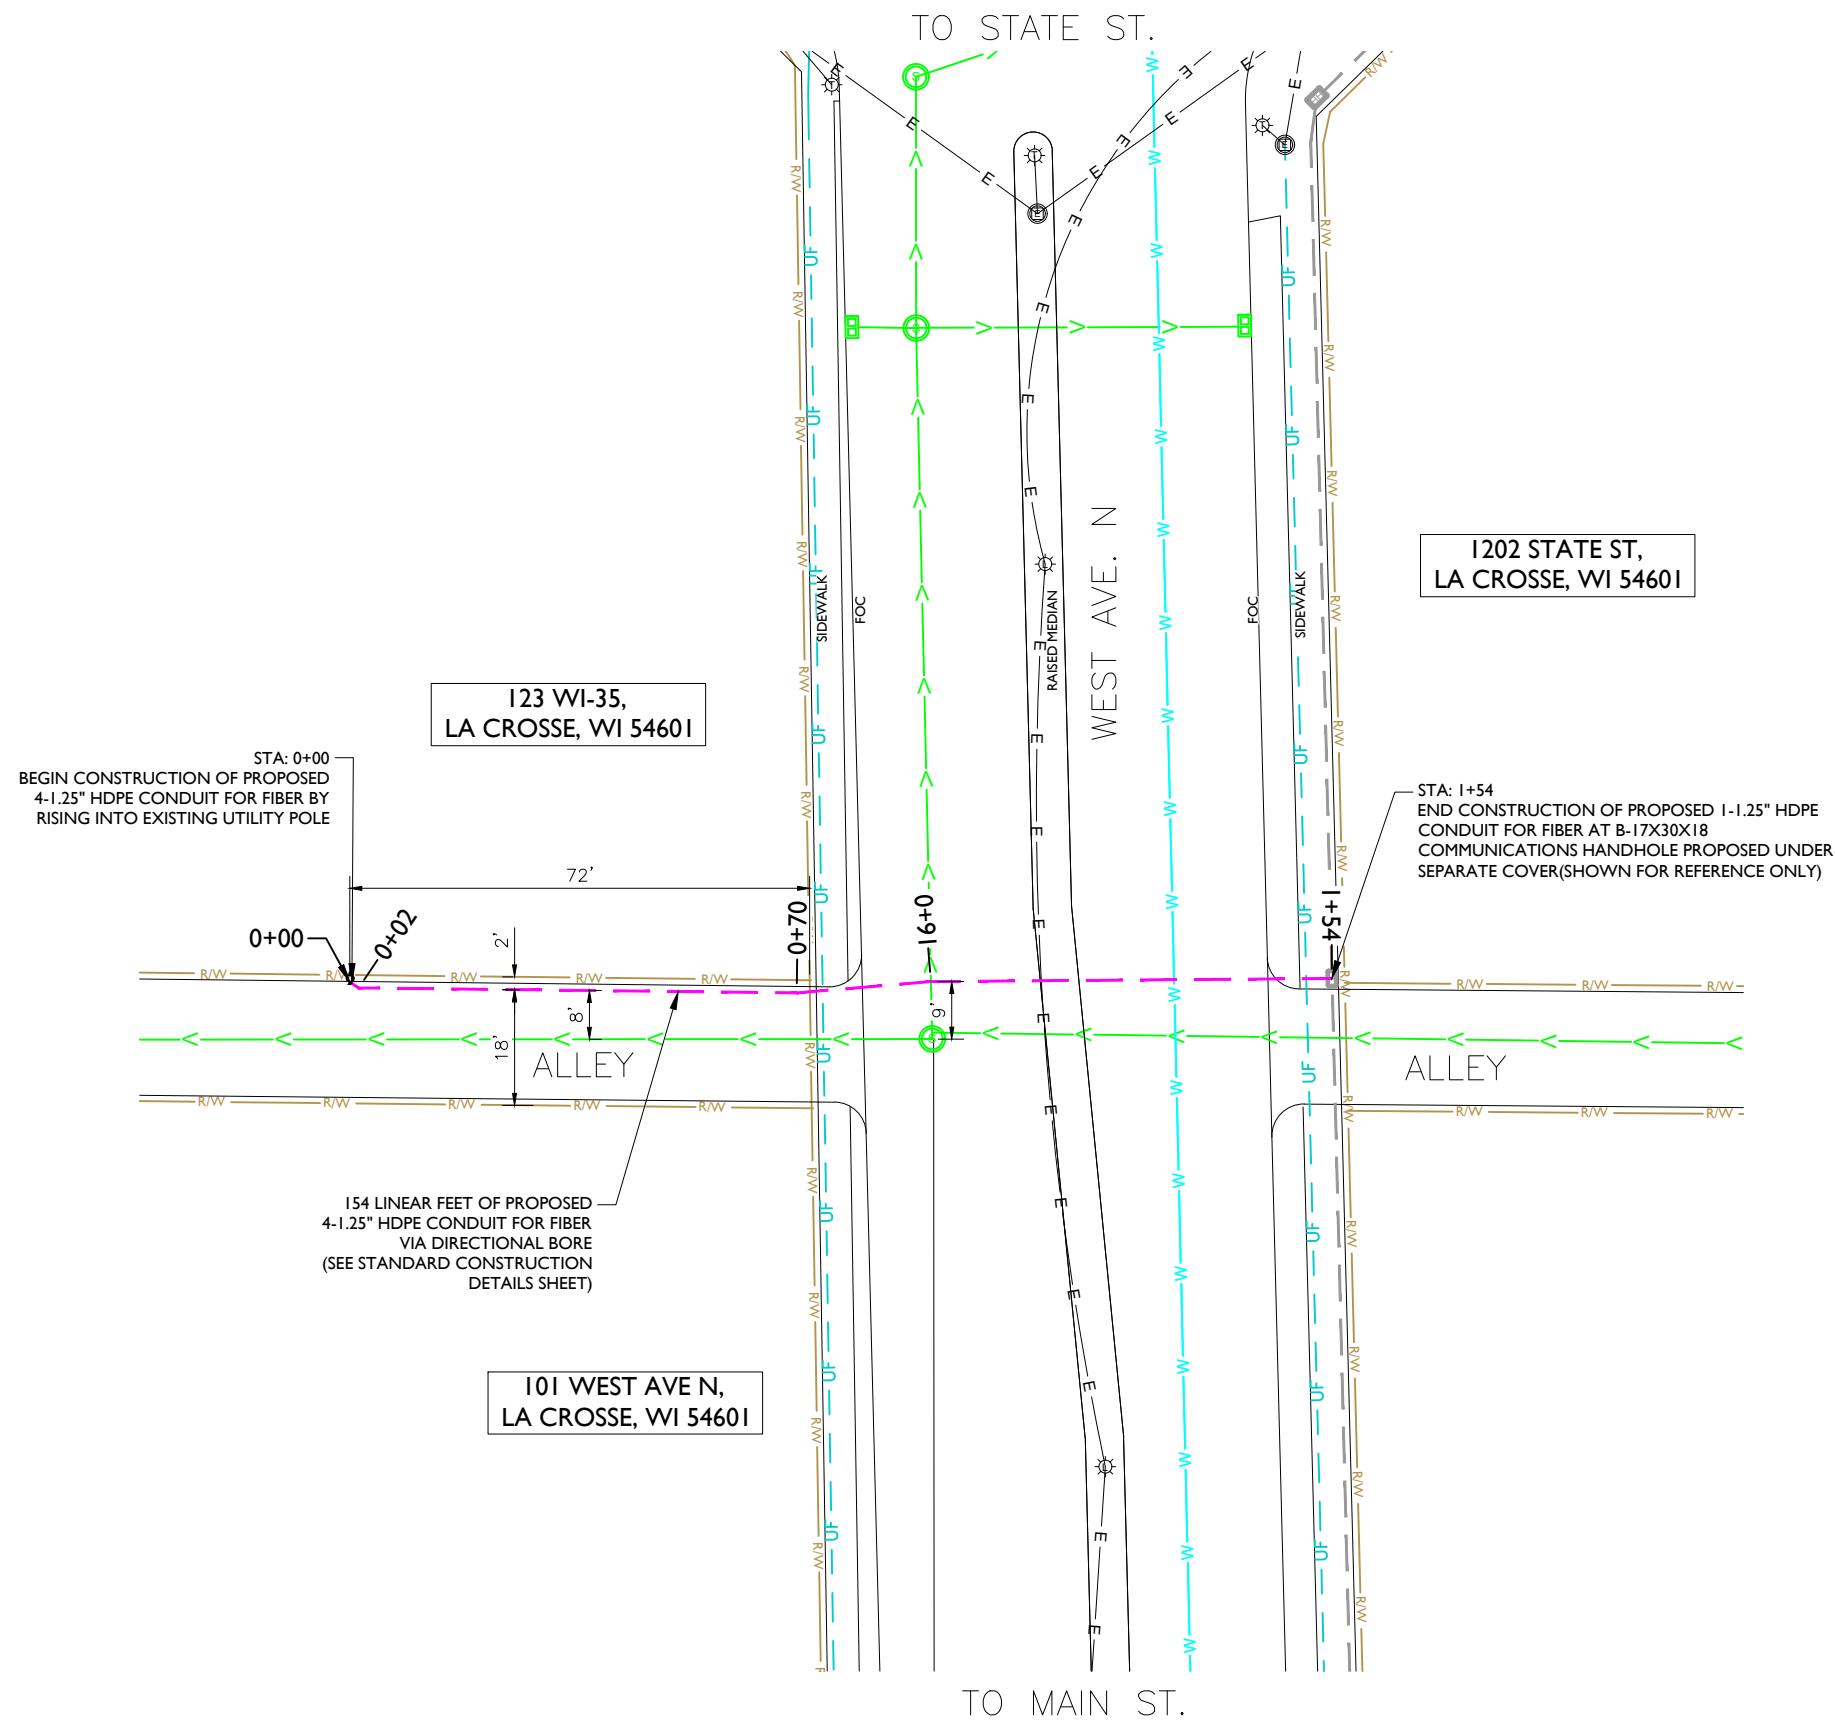 TO STATE ST.
1202 STATE ST,
LA CROSSE, WI 54601
SIDEWALK
FOC
RAISED MEDIAN
WEST AVE. N
FOC
SIDEWALK
123 WI-35,
LA CROSSE, WI 54601
STA: 0+00
BEGIN CONSTRUCTION OF PROPOSED
4-1.25" HDPE CONDUIT FOR FIBER BY
RISING INTO EXISTING UTILITY POLE
STA: 1+54
END CONSTRUCTION OF PROPOSED 1-1.25" HDPE
CONDUIT FOR FIBER AT B-17X30X18
COMMUNICATIONS HANDHOLE PROPOSED UNDER
SEPARATE COVER(SHOWN FOR REFERENCE ONLY)
72'
0+00
0+02
2'
0+70
0+91
1+54
8'
9'
18'
ALLEY
ALLEY
R/W
UF
E
W
154 LINEAR FEET OF PROPOSED
4-1.25" HDPE CONDUIT FOR FIBER
VIA DIRECTIONAL BORE
(SEE STANDARD CONSTRUCTION
DETAILS SHEET)
101 WEST AVE N,
LA CROSSE, WI 54601
TO MAIN ST.